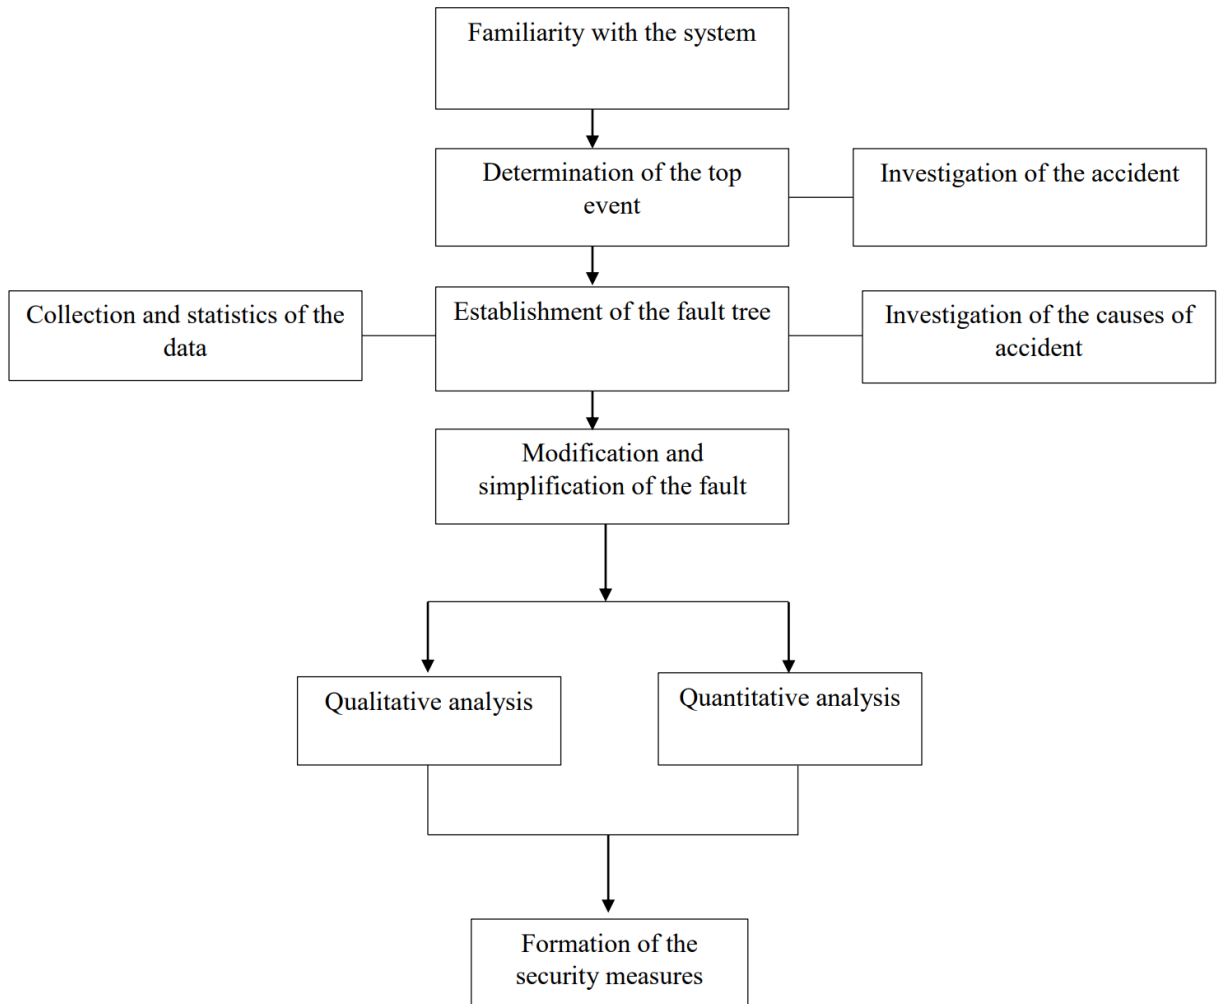 Familiarity with the system
Determination of the top
event
Investigation of the accident
Collection and statistics of the
data
Establishment of the fault tree
Investigation of the causes of
accident
Modification and
simplification of the fault
Qualitative analysis
Quantitative analysis
Formation of the
security measures